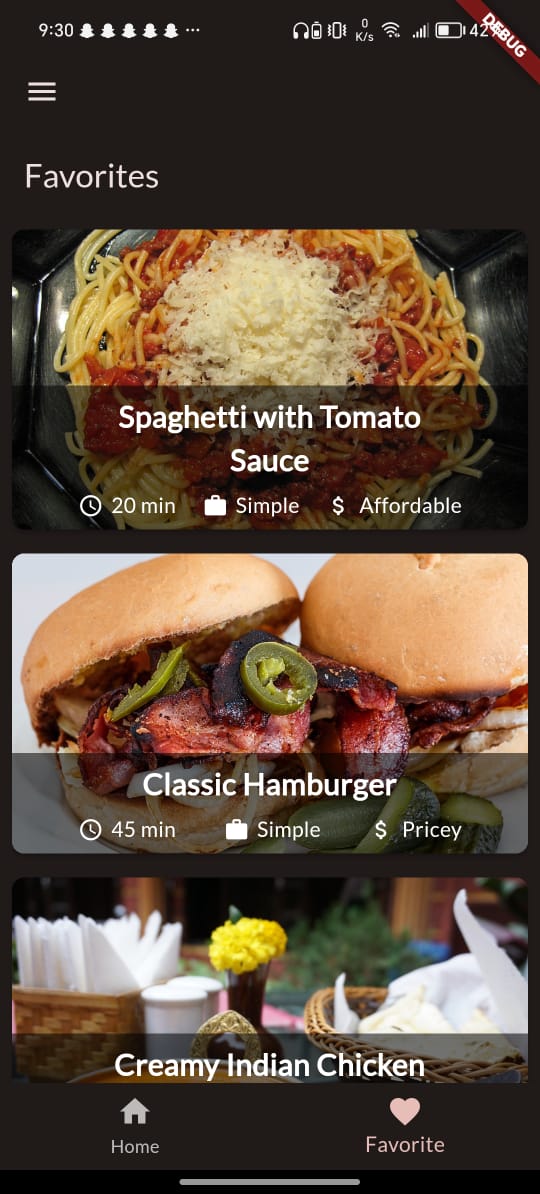 9:30 ... 0 K/s 42
DEBUG
Favorites
Spaghetti with Tomato
Sauce
20 min Simple $ Affordable
Classic Hamburger
45 min Simple $ Pricey
Creamy Indian Chicken
Home Favorite